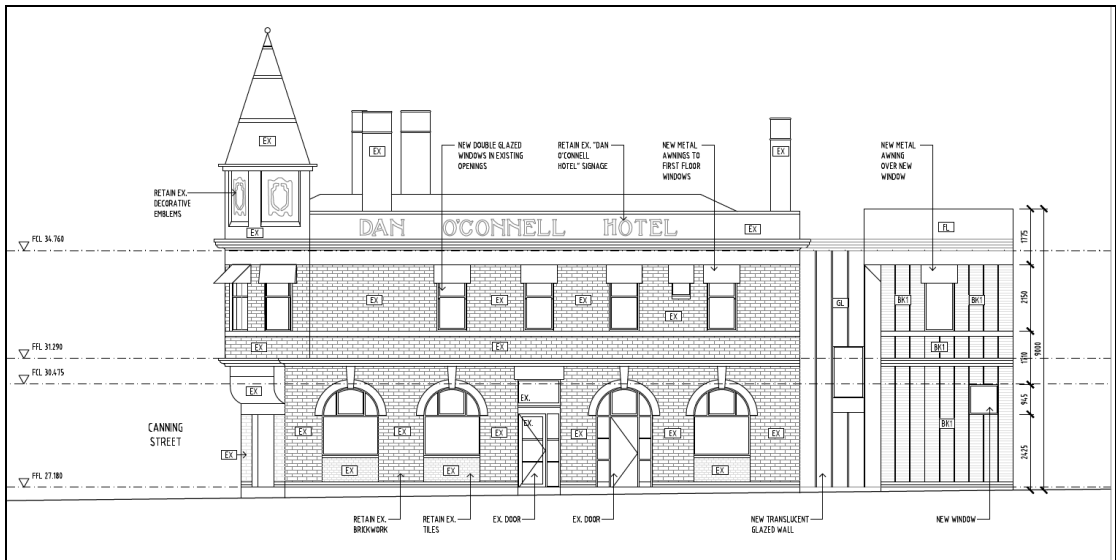 EX
EX
EX
NEW DOUBLE GLAZED
WINDOWS IN EXISTING
OPENINGS
RETAIN EX. "DAN
O'CONNELL
HOTEL" SIGNAGE
NEW METAL
AWNINGS TO
FIRST FLOOR
WINDOWS
NEW METAL
AWNING
OVER NEW
WINDOW
RETAIN EX.
DECORATIVE
EMBLEMS
EX
DAN O'CONNELL HOTEL
EX
FL
FCL 34.760
1775
EX
EX
EX
EX
GL
BK1
BK1
2150
FFL 31.290
EX
EX
BK1
1310
9000
FCL 30.475
EX
EX.
945
CANNING
STREET
EX.
EX
EX
EX
EX
EX
EX
BK1
EX
EX
EX
EX
2425
FFL 27.180
RETAIN EX.
BRICKWORK
RETAIN EX.
TILES
EX. DOOR
EX. DOOR
NEW TRANSLUCENT
GLAZED WALL
NEW WINDOW